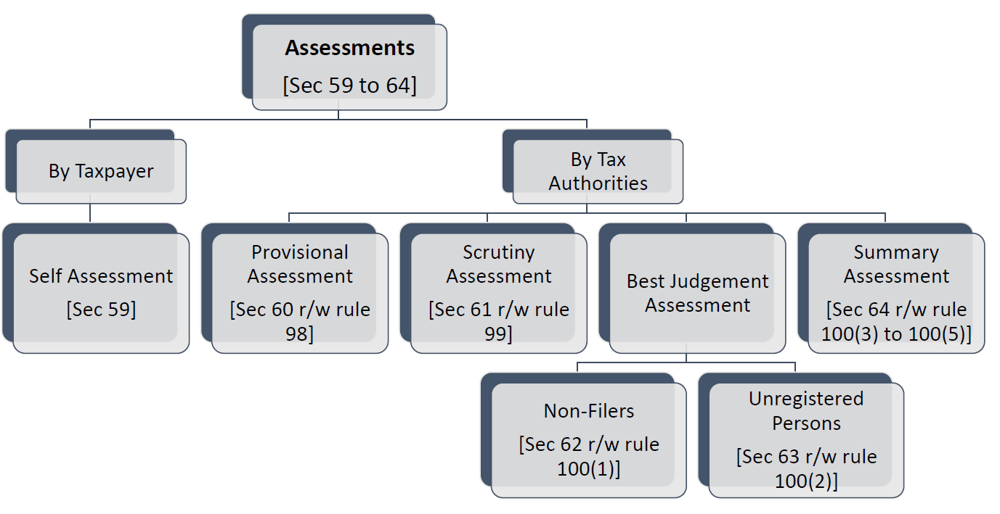 Assessments
[Sec 59 to 64]
By Taxpayer
By Tax
Authorities
Self Assessment
[Sec 59]
Provisional
Assessment
[Sec 60 r/w rule
98]
Scrutiny
Assessment
[Sec 61 r/w rule
99]
Best Judgement
Assessment
Summary
Assessment
[Sec 64 r/w rule
100(3) to 100(5)]
Non-Filers
[Sec 62 r/w rule
100(1)]
Unregistered
Persons
[Sec 63 r/w rule
100(2)]